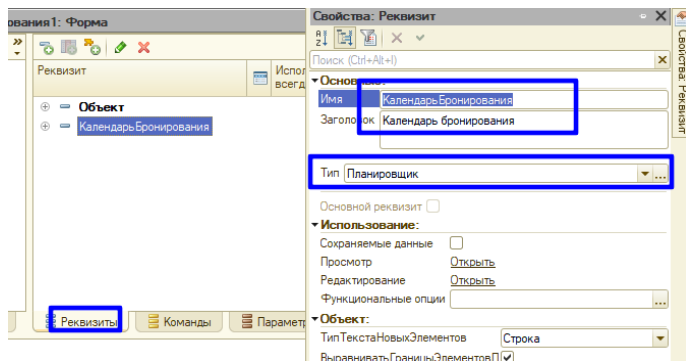 ования1: Форма
Реквизит
Испол
всегд
Объект
КалендарьБронирования
Реквизиты
Команды
Параметр
Свойства: Реквизит
Поиск (Ctrl+Alt+I)
Основные:
Имя КалендарьБронирования
Заголовок Календарь бронирования
Тип Планировщик
Основной реквизит
Использование:
Сохраняемые данные
Просмотр Открыть
Редактирование Открыть
Функциональные опции
Объект:
ТипТекстаНовыхЭлементов Строка
ВыравниватьГраницыЭлементовП
Свойства: Реквизит